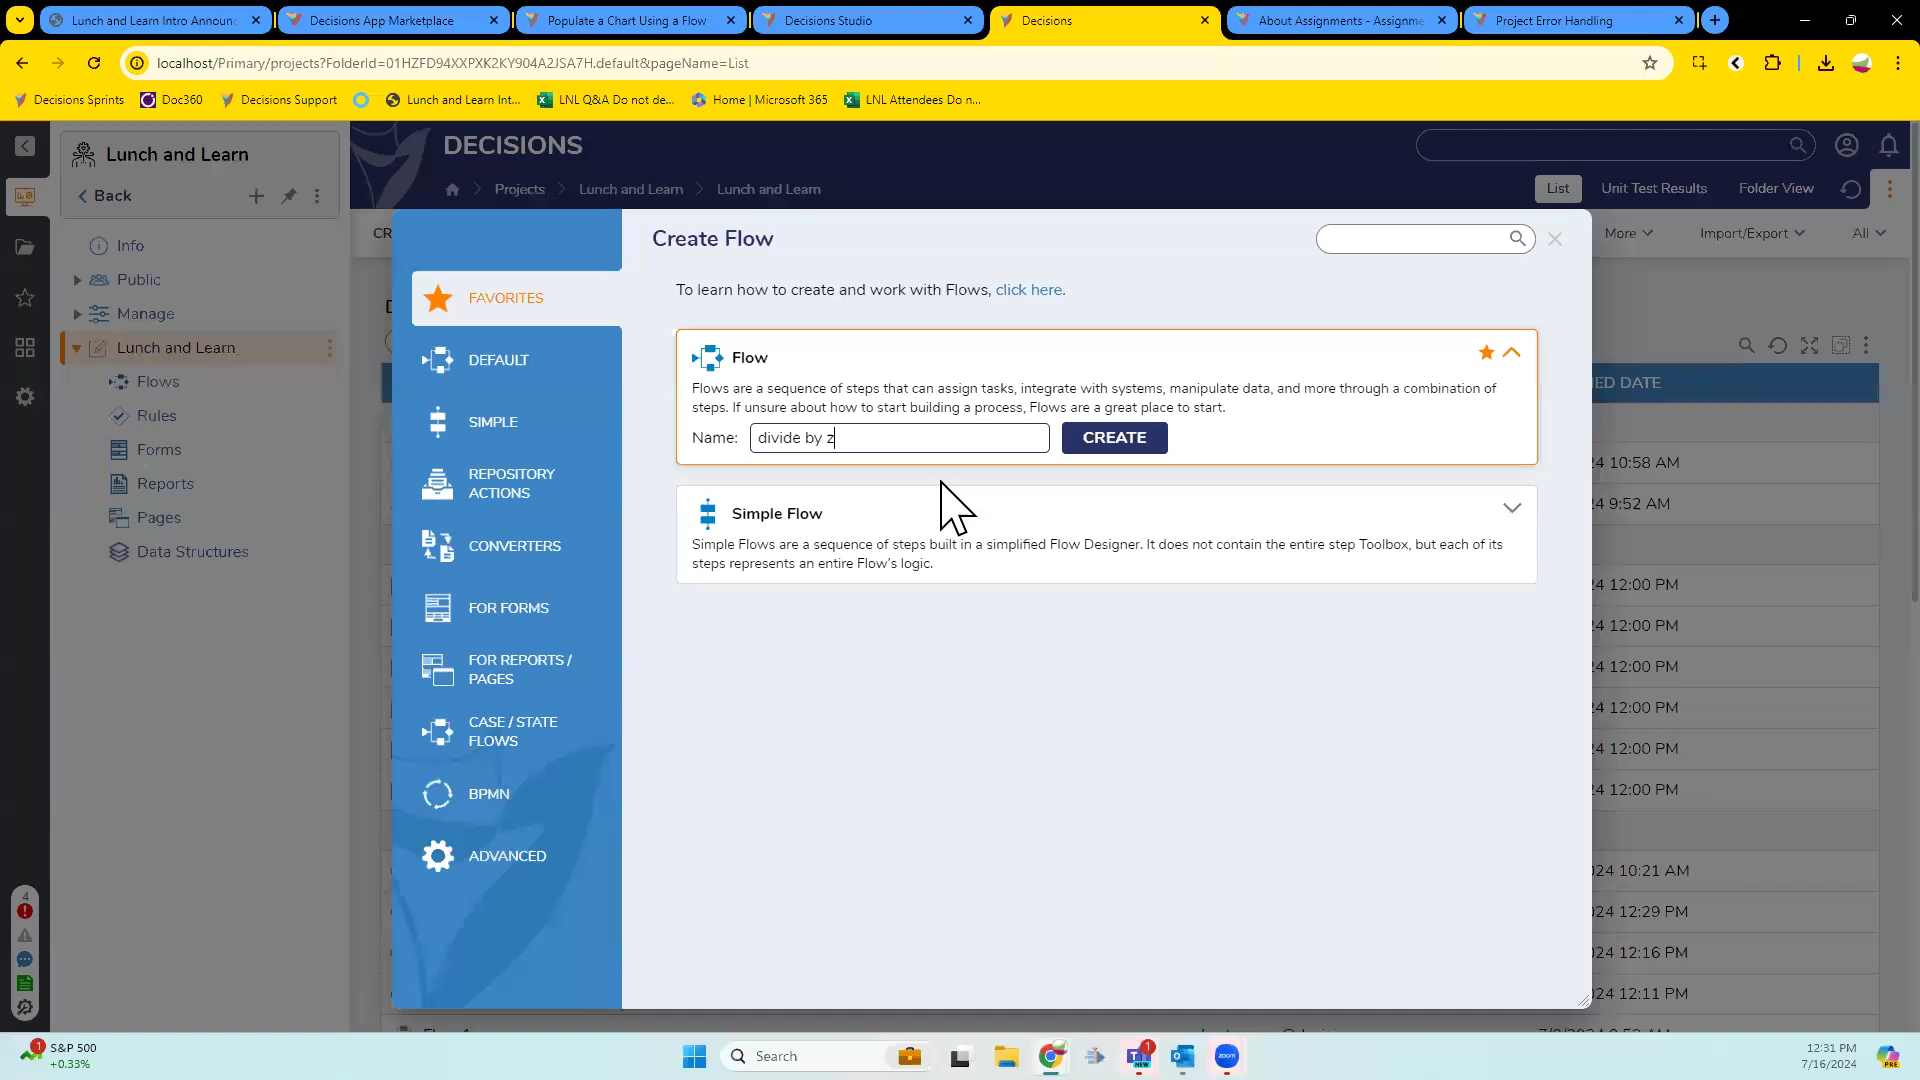 Lunch and Learn Intro Announc
Decisions App Marketplace
Populate a Chart Using a Flow
Decisions Studio
Decisions
About Assignments - Assignme
Project Error Handling
localhost/Primary/projects?FolderId=01HZFD94XXPXK2KY904A2JSA7H.default&pageName=List
Decisions Sprints
Doc360
Decisions Support
Lunch and Learn Int...
LNL Q&A Do not de...
Home | Microsoft 365
LNL Attendees Do n...
Lunch and Learn
Back
Info
Public
Manage
Lunch and Learn
Flows
Rules
Forms
Reports
Pages
Data Structures
DECISIONS
Projects
Lunch and Learn
Lunch and Learn
List
Unit Test Results
Folder View
CR
More
Import/Export
All
Create Flow
FAVORITES
DEFAULT
SIMPLE
REPOSITORY
ACTIONS
CONVERTERS
FOR FORMS
FOR REPORTS /
PAGES
CASE / STATE
FLOWS
BPMN
ADVANCED
To learn how to create and work with Flows, click here.
Flow
Flows are a sequence of steps that can assign tasks, integrate with systems, manipulate data, and more through a combination of
steps. If unsure about how to start building a process, Flows are a great place to start.
Name: divide by z
CREATE
Simple Flow
Simple Flows are a sequence of steps built in a simplified Flow Designer. It does not contain the entire step Toolbox, but each of its
steps represents an entire Flow's logic.
ED DATE
24 10:58 AM
4 9:52 AM
4 12:00 PM
4 12:00 PM
4 12:00 PM
4 12:00 PM
4 12:00 PM
4 12:00 PM
024 10:21 AM
024 12:29 PM
024 12:16 PM
024 12:11 PM
4
1
S&P 500
+0.33%
Search
NEW
1
zoom
12:31 PM
7/16/2024
PRE